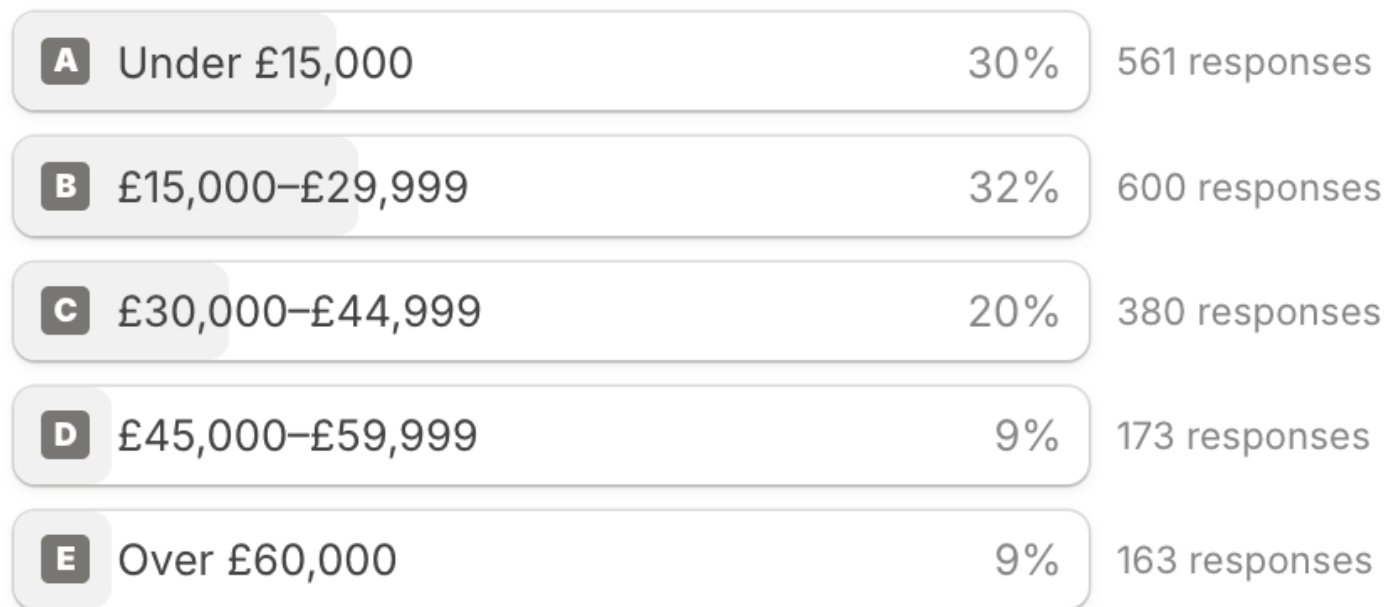 A Under £15,000 30% 561 responses
B £15,000–£29,999 32% 600 responses
C £30,000–£44,999 20% 380 responses
D £45,000–£59,999 9% 173 responses
E Over £60,000 9% 163 responses